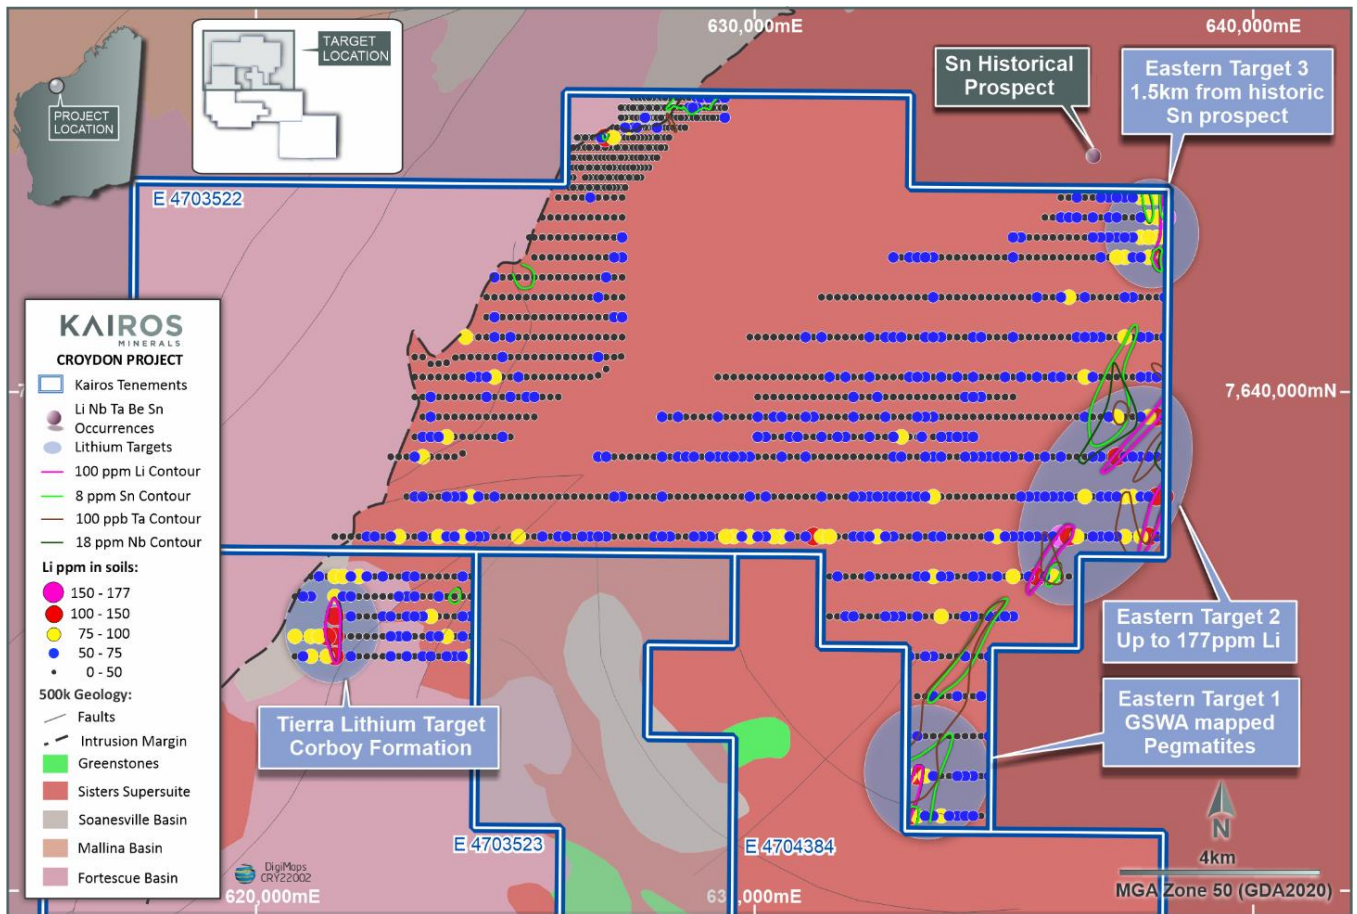 630,000mE
640,000mE
TARGET
LOCATION
PROJECT
LOCATION
Sn Historical
Prospect
Eastern Target 3
1.5km from historic
Sn prospect
E 4703522
KAIROS
MINERALS
CROYDON PROJECT
Kairos Tenements
Li Nb Ta Be Sn
Occurrences
Lithium Targets
100 ppm Li Contour
8 ppm Sn Contour
100 ppb Ta Contour
18 ppm Nb Contour
Li ppm in soils:
150 - 177
100 - 150
75 - 100
50 - 75
0 - 50
500k Geology:
Faults
Intrusion Margin
Greenstones
Sisters Supersuite
Soanesville Basin
Mallina Basin
Fortescue Basin
7,640,000mN
Eastern Target 2
Up to 177ppm Li
Eastern Target 1
GSWA mapped
Pegmatites
Tierra Lithium Target
Corboy Formation
E 4703523
E 4704384
N
4km
MGA Zone 50 (GDA2020)
DigiMaps
CRY22002
620,000mE